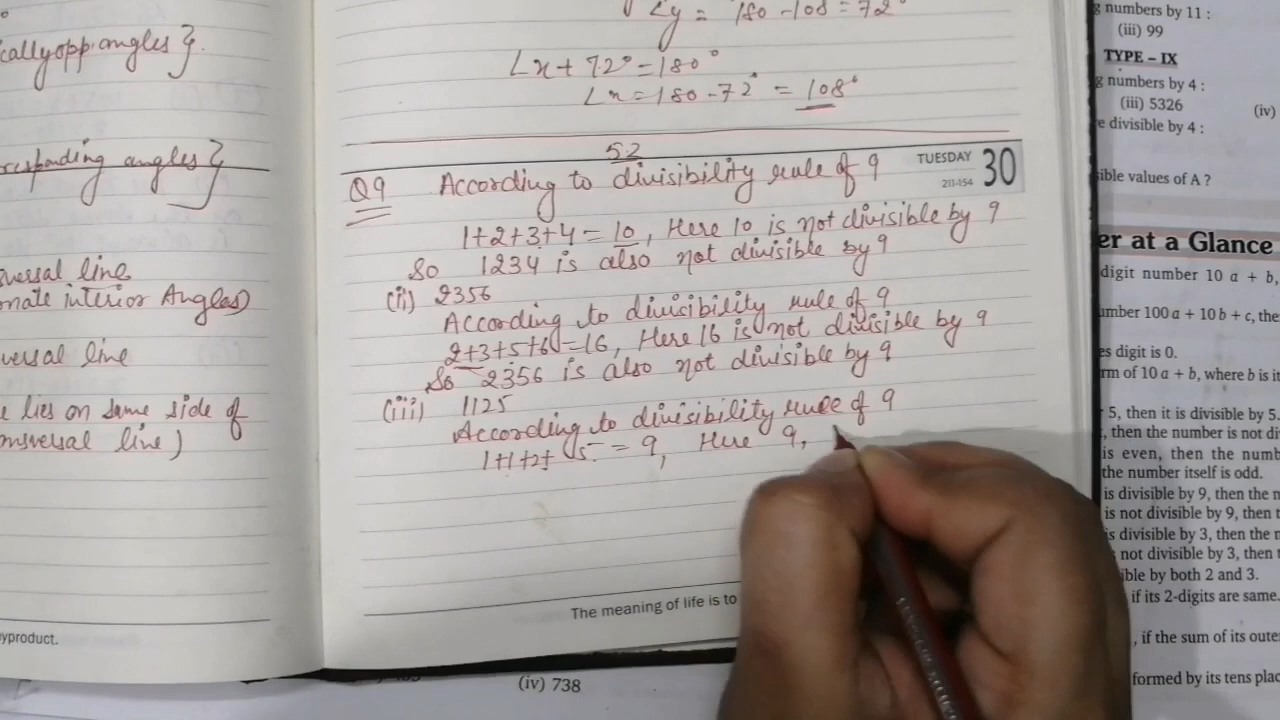 cally opp. angles }.
responding angles }
versal line
nate interior Angles)
versal line
e lies on same side of
ansversal line)
yproduct.
∠y = 180 - 108 = 72°
∠x + 72° = 180°
∠x = 180 - 72° = 108°
52
TUESDAY 30
211-154
Q9 According to divisibility rule of 9
1+2+3+4 = 10, Here 10 is not divisible by 9
So 1234 is also not divisible by 9
(ii) 2356
According to divisibility rule of 9
2+3+5+6 = 16, Here 16 is not divisible by 9
So 2356 is also not divisible by 9
(iii) 1125
According to divisibility rule of 9
1+1+2+5 = 9, Here 9,
The meaning of life is to
(iv) 738
g numbers by 11 :
(iii) 99
TYPE – IX
g numbers by 4 :
(iii) 5326 (iv)
e divisible by 4 :
sible values of A ?
er at a Glance
digit number 10 a + b,
umber 100 a + 10 b + c, the
es digit is 0.
rm of 10 a + b, where b is it
5, then it is divisible by 5.
, then the number is not di
is even, then the numb
the number itself is odd.
is divisible by 9, then the n
is not divisible by 9, then t
is divisible by 3, then the n
not divisible by 3, then t
ible by both 2 and 3.
if its 2-digits are same.
, if the sum of its oute
formed by its tens plac